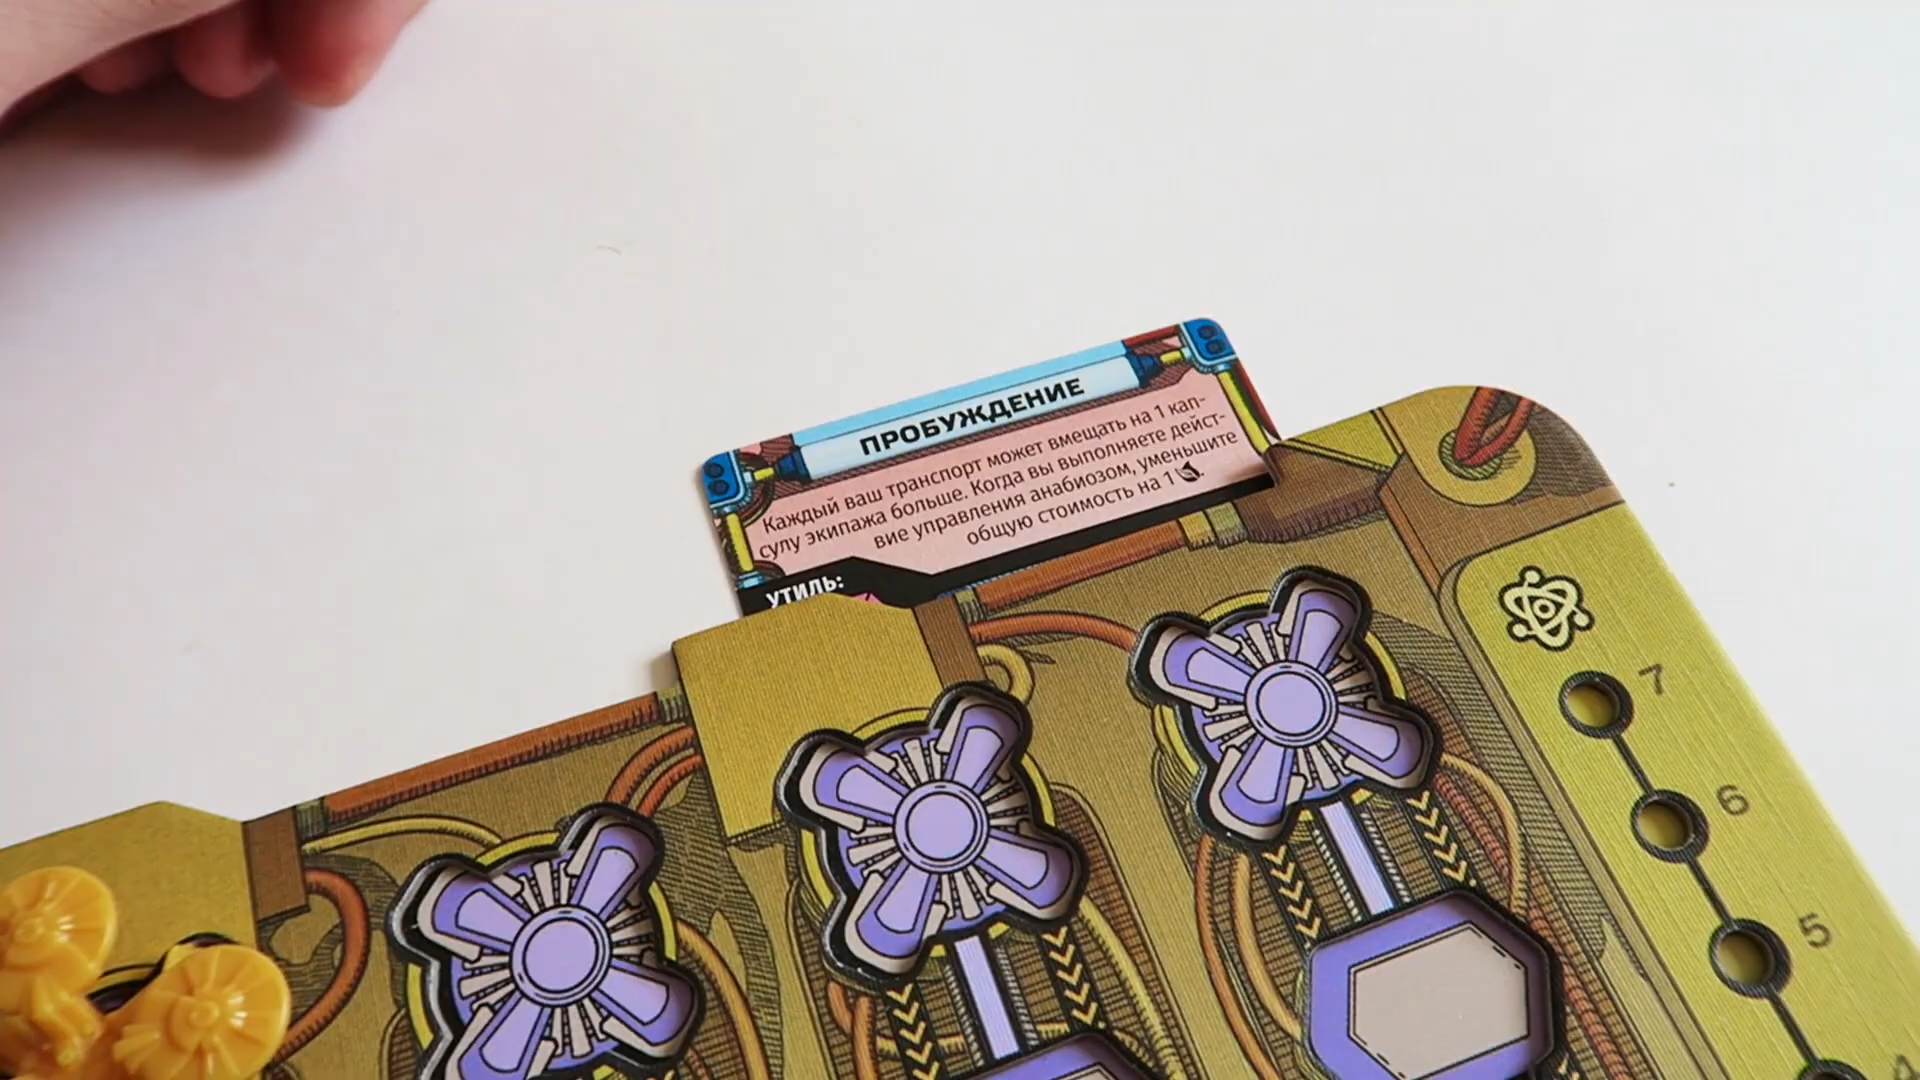 ПРОБУЖДЕНИЕ
Каждый ваш транспорт может вмещать на 1 кап-
сулу экипажа больше. Когда вы выполняете дейст-
вие управления анабиозом, уменьшите
общую стоимость на 1
УТИЛЬ:
7
6
5
4